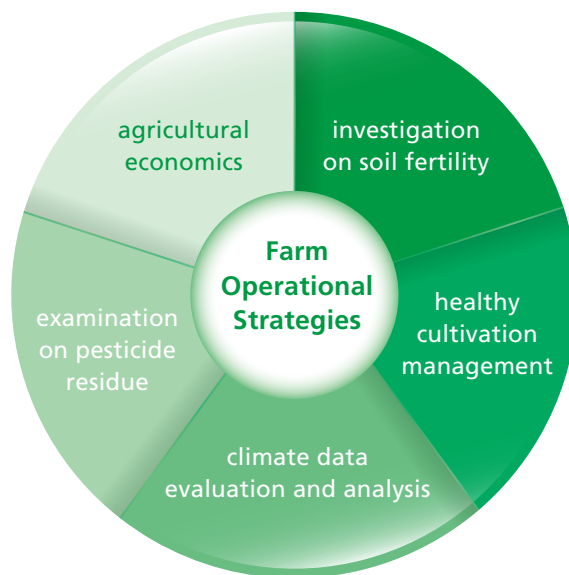 agricultural
economics
investigation
on soil fertility
Farm
Operational
Strategies
healthy
cultivation
management
examination
on pesticide
residue
climate data
evaluation and analysis